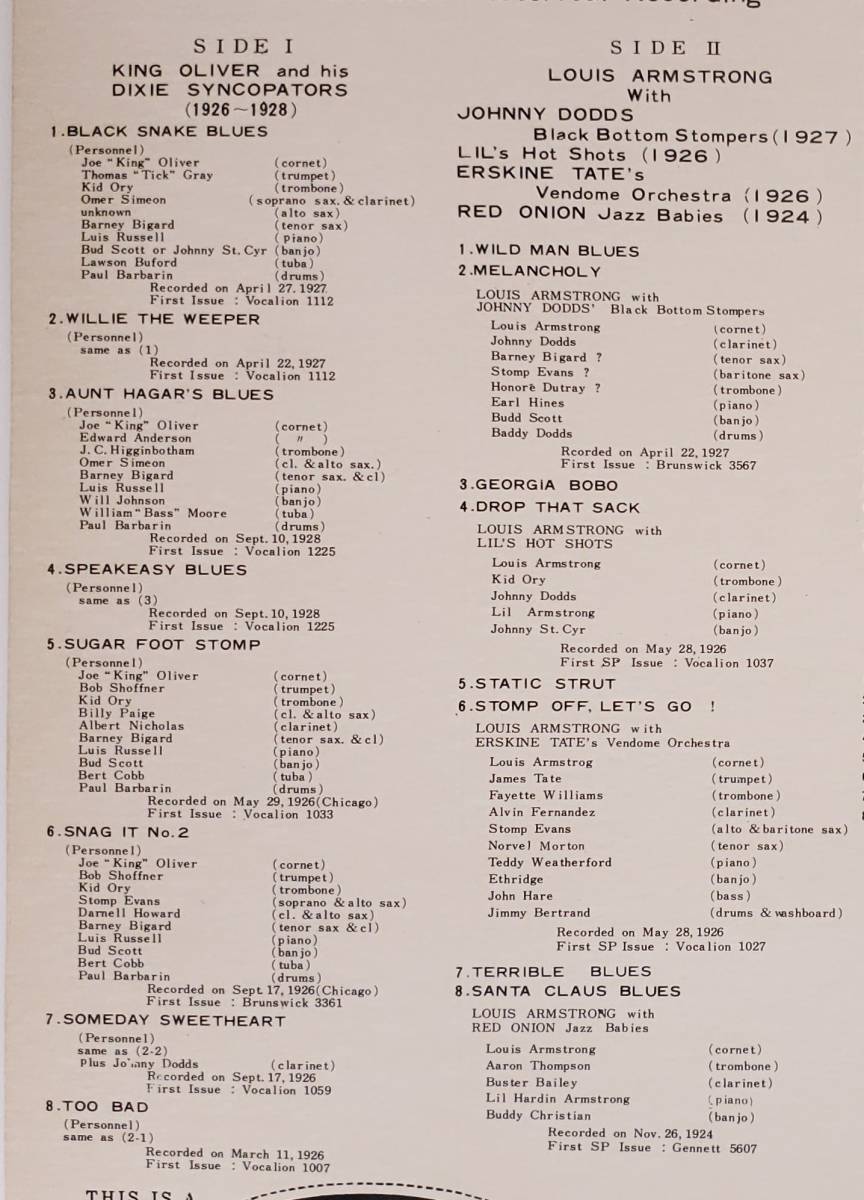 SIDE I
KING OLIVER and his
DIXIE SYNCOPATORS
(1926~1928)
1.BLACK SNAKE BLUES
(Personnel)
Joe "King" Oliver (cornet)
Thomas "Tick" Gray (trumpet)
Kid Ory (trombone)
Omer Simeon (soprano sax.&clarinet)
unknown (alto sax)
Barney Bigard (tenor sax)
Luis Russell (piano)
Bud Scott or Johnny St.Cyr (banjo)
Lawson Buford (tuba)
Paul Barbarin (drums)
Recorded on April 27.1927
First Issue : Vocalion 1112
2.WILLIE THE WEEPER
(Personnel)
same as (1)
Recorded on April 22,1927
First Issue : Vocalion 1112
3.AUNT HAGAR'S BLUES
(Personnel)
Joe "King" Oliver (cornet)
Edward Anderson ( 〃 )
J.C.Higginbotham (trombone)
Omer Simeon (cl.&alto sax.)
Barney Bigard (tenor sax.&cl)
Luis Russell (piano)
Will Johnson (banjo)
William"Bass" Moore (tuba)
Paul Barbarin (drums)
Recorded on Sept.10,1928
First Issue : Vocalion 1225
4.SPEAKEASY BLUES
(Personnel)
same as (3)
Recorded on Sept.10,1928
First Issue : Vocalion 1225
5.SUGAR FOOT STOMP
(Personnel)
Joe "King" Oliver (cornet)
Bob Shoffner (trumpet)
Kid Ory (trombone)
Billy Paige (cl.&alto sax)
Albert Nicholas (clarinet)
Barney Bigard (tenor sax.&cl)
Luis Russell (piano)
Bud Scott (banjo)
Bert Cobb (tuba)
Paul Barbarin (drums)
Recorded on May 29,1926(Chicago)
First Issue : Vocalion 1033
6.SNAG IT No.2
(Personnel)
Joe "King" Oliver (cornet)
Bob Shoffner (trumpet)
Kid Ory (trombone)
Stomp Evans (soprano &alto sax)
Darnell Howard (cl.&alto sax)
Barney Bigard (tenor sax &cl)
Luis Russell (piano)
Bud Scott (banjo)
Bert Cobb (tuba)
Paul Barbarin (drums)
Recorded on Sept.17,1926(Chicago)
First Issue : Brunswick 3361
7.SOMEDAY SWEETHEART
(Personnel)
same as (2-2)
Plus Johnny Dodds (clarinet)
Recorded on Sept.17,1926
First Issue : Vocalion 1059
8.TOO BAD
(Personnel)
same as (2-1)
Recorded on March 11,1926
First Issue : Vocalion 1007
THIS IS A
SIDE II
LOUIS ARMSTRONG
With
JOHNNY DODDS
Black Bottom Stompers(1927)
LIL's Hot Shots (1926)
ERSKINE TATE's
Vendome Orchestra (1926)
RED ONION Jazz Babies (1924)
1.WILD MAN BLUES
2.MELANCHOLY
LOUIS ARMSTRONG with
JOHNNY DODDS' Black Bottom Stompers
Louis Armstrong (cornet)
Johnny Dodds (clarinet)
Barney Bigard ? (tenor sax)
Stomp Evans ? (baritone sax)
Honoré Dutray ? (trombone)
Earl Hines (piano)
Budd Scott (banjo)
Baddy Dodds (drums)
Rcorded on April 22,1927
First Issue : Brunswick 3567
3.GEORGIA BOBO
4.DROP THAT SACK
LOUIS ARMSTRONG with
LIL'S HOT SHOTS
Louis Armstrong (cornet)
Kid Ory (trombone)
Johnny Dodds (clarinet)
Lil Armstrong (piano)
Johnny St.Cyr (banjo)
Recorded on May 28,1926
First SP Issue : Vocalion 1037
5.STATIC STRUT
6.STOMP OFF, LET'S GO !
LOUIS ARMSTRONG with
ERSKINE TATE's Vendome Orchestra
Louis Armstrog (cornet)
James Tate (trumpet)
Fayette Williams (trombone)
Alvin Fernandez (clarinet)
Stomp Evans (alto &baritone sax)
Norvel Morton (tenor sax)
Teddy Weatherford (piano)
Ethridge (banjo)
John Hare (bass)
Jimmy Bertrand (drums &washboard)
Recorded on May 28,1926
First SP Issue : Vocalion 1027
7.TERRIBLE BLUES
8.SANTA CLAUS BLUES
LOUIS ARMSTRONG with
RED ONION Jazz Babies
Louis Armstrong (cornet)
Aaron Thompson (trombone)
Buster Bailey (clarinet)
Lil Hardin Armstrong (piano)
Buddy Christian (banjo)
Recorded on Nov.26,1924
First SP Issue : Gennett 5607